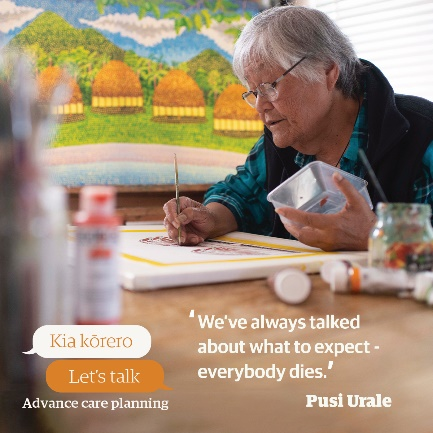 Kia kōrero
Let's talk
Advance care planning
‘We've always talked
about what to expect -
everybody dies.’
Pusi Urale